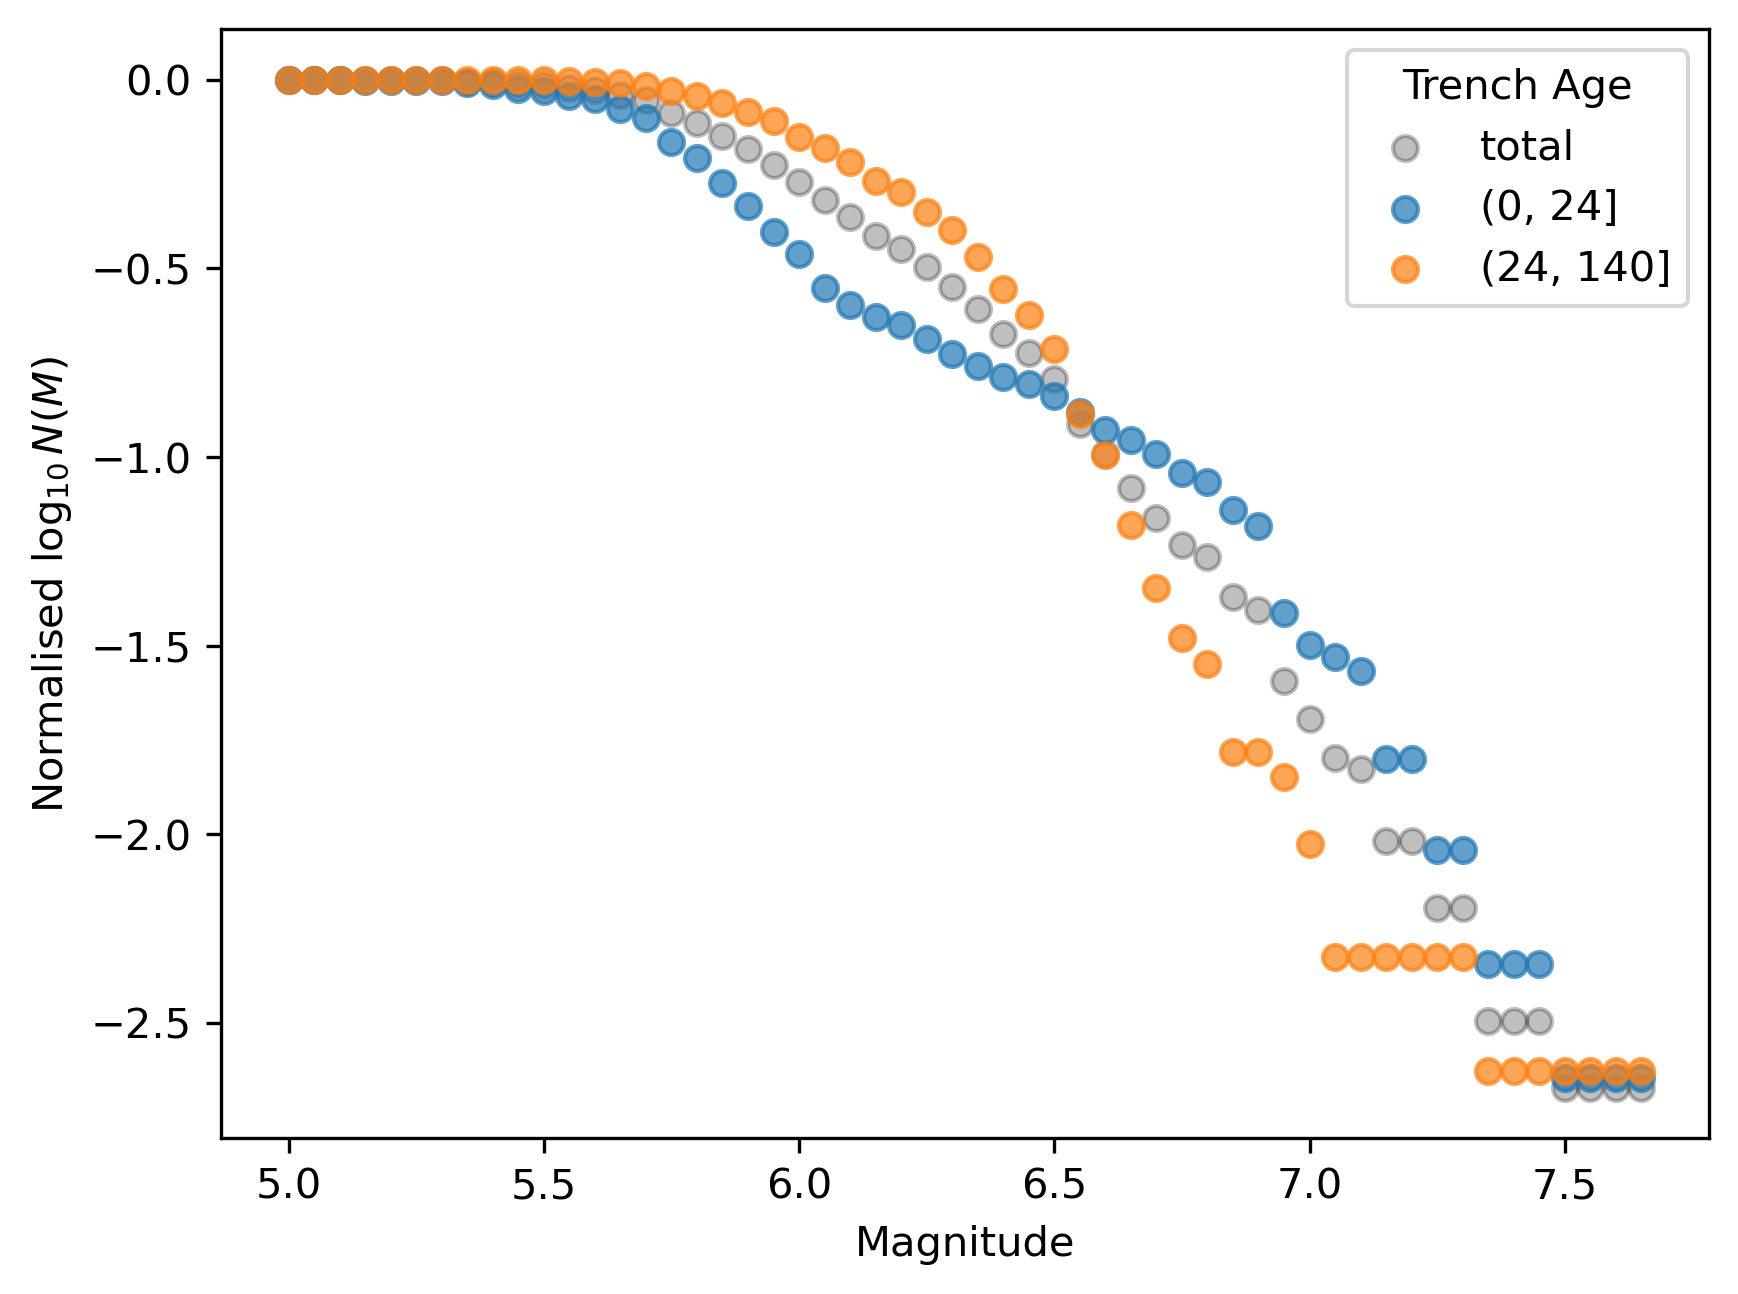 Trench Age
total
(0, 24]
(24, 140]
0.0
−0.5
−1.0
−1.5
−2.0
−2.5
Normalised log₁₀ N(M)
5.0 5.5 6.0 6.5 7.0 7.5
Magnitude